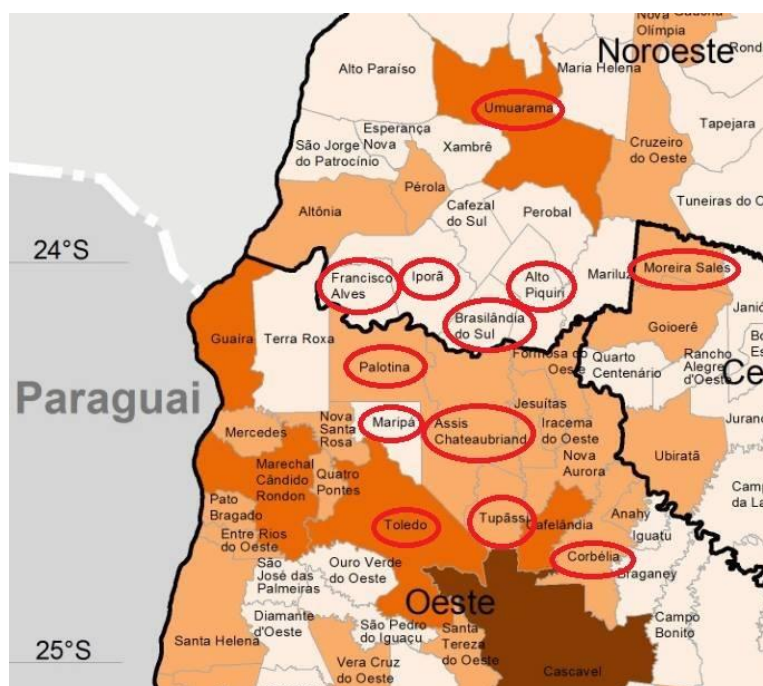 Nova
Olímpia
Noroeste
Alto Paraíso
Maria Helena
Umuarama
Tapejara
Esperança
Nova
São Jorge
do Patrocínio
Xambrê
Cruzeiro
do Oeste
Pérola
Altônia
Cafezal
do Sul
Perobal
Tuneiras do O
24°S
Francisco
Alves
Iporã
Alto
Piquiri
Mariluz
Moreira Sales
Brasilândia
do Sul
Goioerê
Guaíra
Terra Roxa
Formosa do
Oeste
Quarto
Centenário
Rancho
Alegre
d'Oeste
Palotina
Paraguai
Jesuítas
Mercedes
Nova
Santa
Rosa
Maripá
Assis
Chateaubriand
Iracema
do Oeste
Nova
Aurora
Ubiratã
Marechal
Cândido
Rondon
Quatro
Pontes
Pato
Bragado
Entre Rios
do Oeste
Toledo
Tupãssi
Cafelândia
Anahy
Iguatu
Corbélia
Braganey
São
José das
Palmeiras
Ouro Verde
do Oeste
Oeste
Diamante
d'Oeste
São Pedro
do Iguaçu
Campo
Bonito
25°S
Santa Helena
Santa
Tereza
do Oeste
Vera Cruz
do Oeste
Cascavel